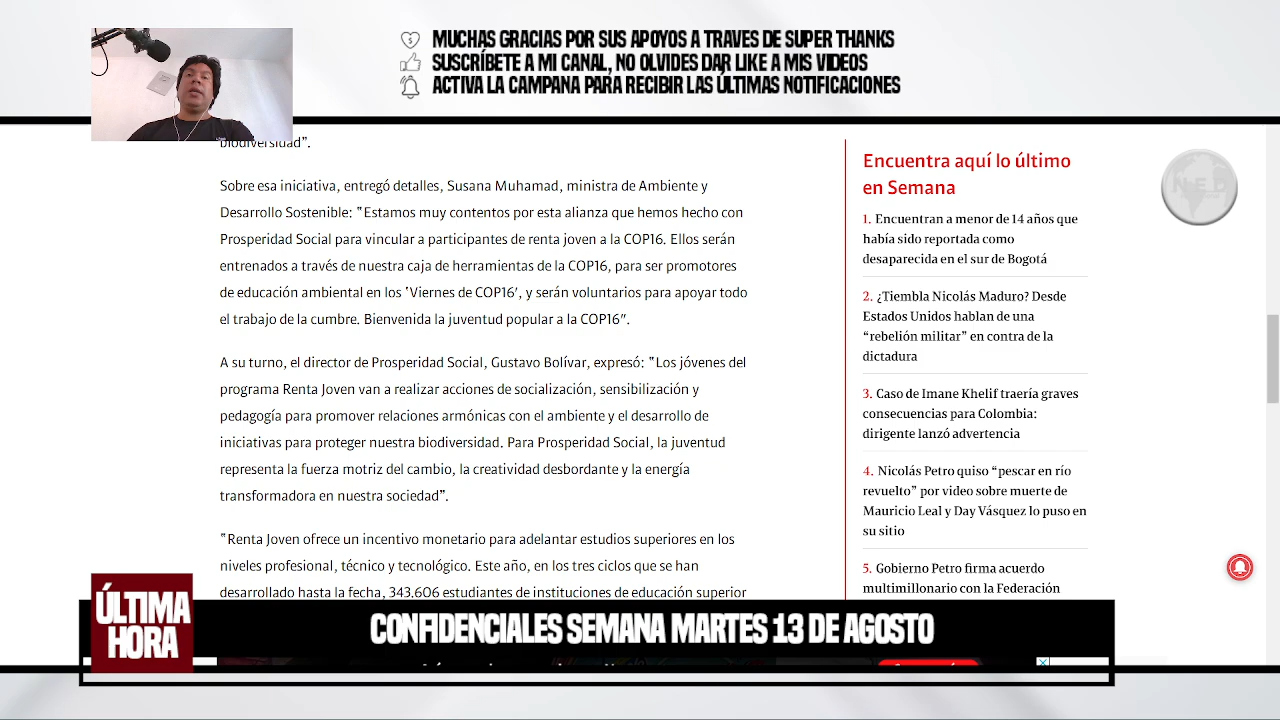 MUCHAS GRACIAS POR SUS APOYOS A TRAVES DE SUPER THANKS
SUSCRÍBETE A MI CANAL, NO OLVIDES DAR LIKE A MIS VIDEOS
ACTIVA LA CAMPANA PARA RECIBIR LAS ÚLTIMAS NOTIFICACIONES
biodiversidad”.
Sobre esa iniciativa, entregó detalles, Susana Muhamad, ministra de Ambiente y
Desarrollo Sostenible: “Estamos muy contentos por esta alianza que hemos hecho con
Prosperidad Social para vincular a participantes de renta joven a la COP16. Ellos serán
entrenados a través de nuestra caja de herramientas de la COP16, para ser promotores
de educación ambiental en los ‘Viernes de COP16’, y serán voluntarios para apoyar todo
el trabajo de la cumbre. Bienvenida la juventud popular a la COP16”.
A su turno, el director de Prosperidad Social, Gustavo Bolívar, expresó: “Los jóvenes del
programa Renta Joven van a realizar acciones de socialización, sensibilización y
pedagogía para promover relaciones armónicas con el ambiente y el desarrollo de
iniciativas para proteger nuestra biodiversidad. Para Prosperidad Social, la juventud
representa la fuerza motriz del cambio, la creatividad desbordante y la energía
transformadora en nuestra sociedad”.
“Renta Joven ofrece un incentivo monetario para adelantar estudios superiores en los
niveles profesional, técnico y tecnológico. Este año, en los tres ciclos que se han
desarrollado hasta la fecha, 343.606 estudiantes de instituciones de educación superior
Encuentra aquí lo último
en Semana
1. Encuentran a menor de 14 años que
había sido reportada como
desaparecida en el sur de Bogotá
2. ¿Tiembla Nicolás Maduro? Desde
Estados Unidos hablan de una
“rebelión militar” en contra de la
dictadura
3. Caso de Imane Khelif traería graves
consecuencias para Colombia:
dirigente lanzó advertencia
4. Nicolás Petro quiso “pescar en río
revuelto” por video sobre muerte de
Mauricio Leal y Day Vásquez lo puso en
su sitio
5. Gobierno Petro firma acuerdo
multimillonario con la Federación
N.E.D
ÚLTIMA
HORA
CONFIDENCIALES SEMANA MARTES 13 DE AGOSTO